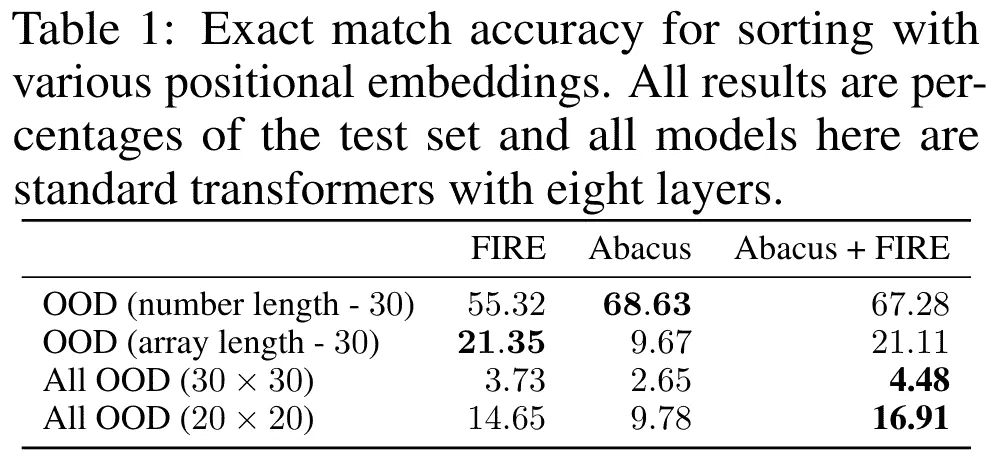 Table 1: Exact match accuracy for sorting with
various positional embeddings. All results are per-
centages of the test set and all models here are
standard transformers with eight layers.
FIRE Abacus Abacus + FIRE
OOD (number length - 30) 55.32 68.63 67.28
OOD (array length - 30) 21.35 9.67 21.11
All OOD (30 × 30) 3.73 2.65 4.48
All OOD (20 × 20) 14.65 9.78 16.91